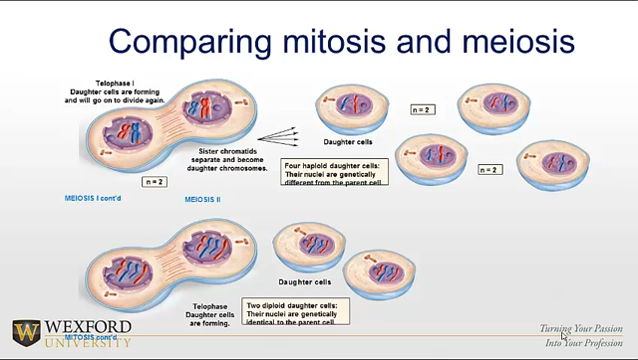 Comparing mitosis and meiosis
Telophase I
Daughter cells are forming
and will go on to divide again.
n = 2
MEIOSIS I cont'd
Sister chromatids
separate and become
daughter chromosomes.
MEIOSIS II
Daughter cells
n = 2
Four haploid daughter cells:
Their nuclei are genetically
different from the parent cell.
n = 2
Telophase
Daughter cells
are forming.
Daughter cells
Two diploid daughter cells:
Their nuclei are genetically
identical to the parent cell.
MITOSIS cont'd
WEXFORD
UNIVERSITY
Turning Your Passion
Into Your Profession